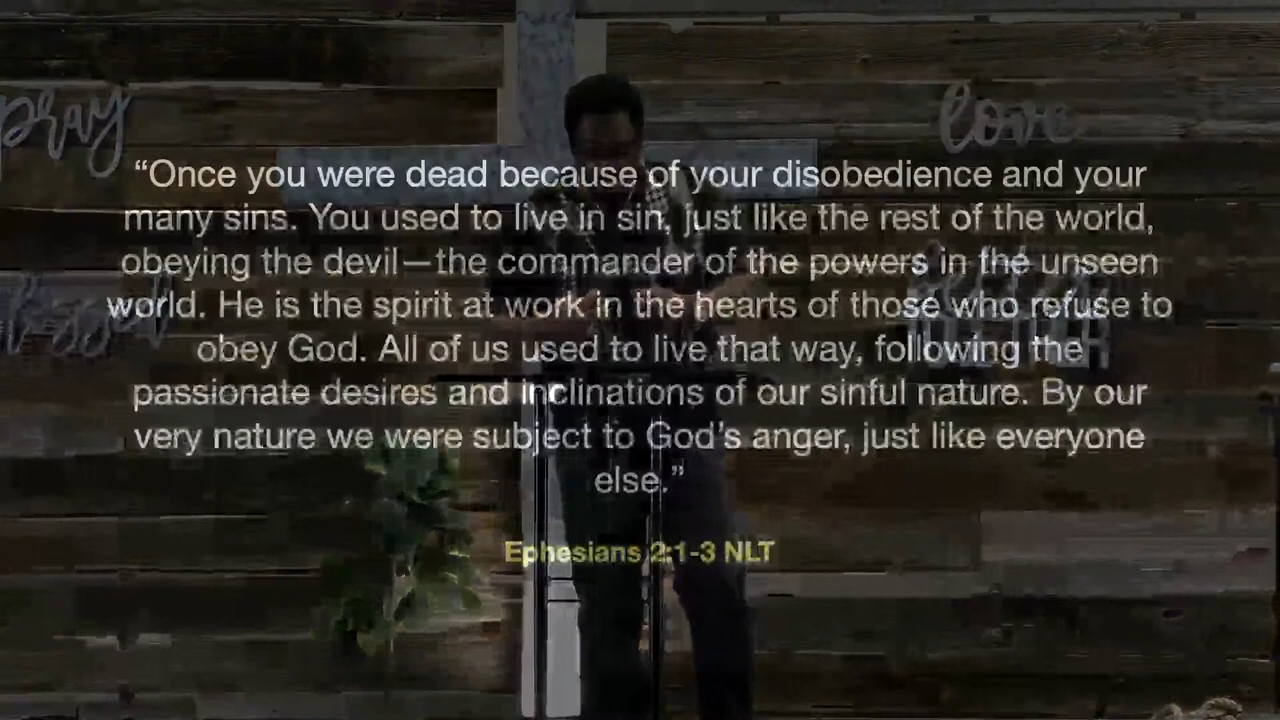 pray
love
“Once you were dead because of your disobedience and your
many sins. You used to live in sin, just like the rest of the world,
obeying the devil—the commander of the powers in the unseen
world. He is the spirit at work in the hearts of those who refuse to
obey God. All of us used to live that way, following the
passionate desires and inclinations of our sinful nature. By our
very nature we were subject to God’s anger, just like everyone
else.”
Ephesians 2:1-3 NLT
blessed